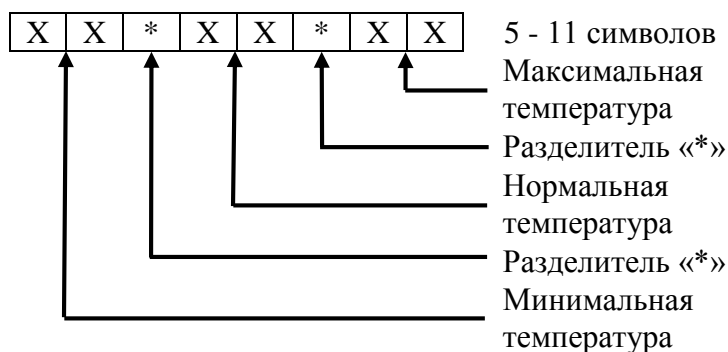 X X * X X * X X 5 - 11 символов
Максимальная
температура
Разделитель «*»
Нормальная
температура
Разделитель «*»
Минимальная
температура